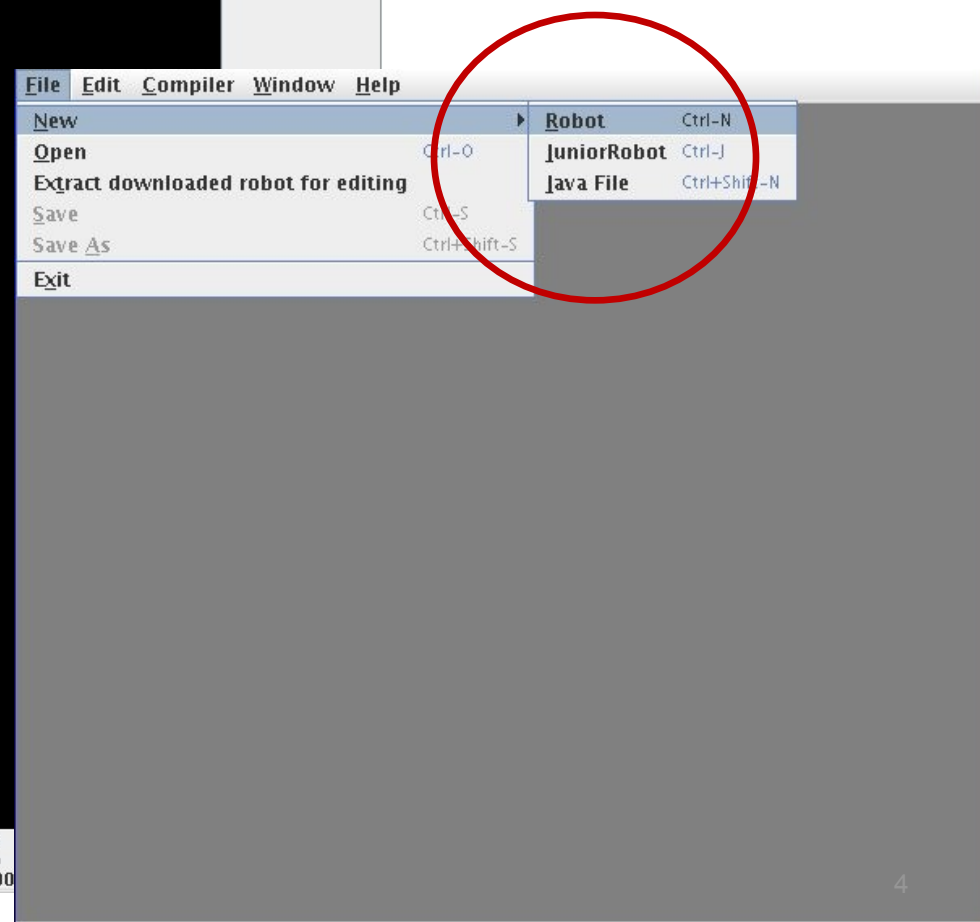 File Edit Compiler Window Help
New Robot Ctrl-N
Open Ctrl-O JuniorRobot Ctrl-J
Extract downloaded robot for editing Java File Ctrl+Shift-N
Save Ctrl-S
Save As Ctrl+Shift-S
Exit
4